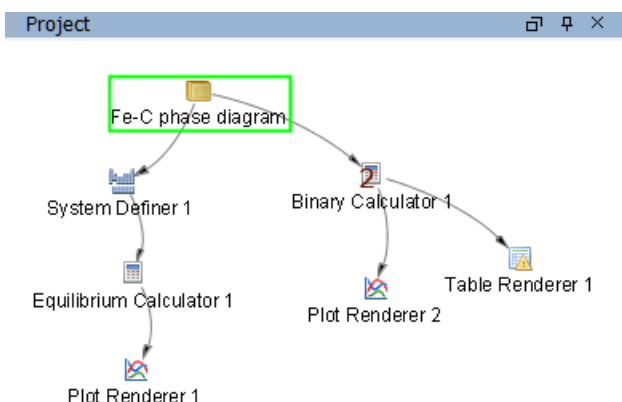 Project
Fe-C phase diagram
System Definer 1
2
Binary Calculator 1
Equilibrium Calculator 1
Table Renderer 1
Plot Renderer 2
Plot Renderer 1